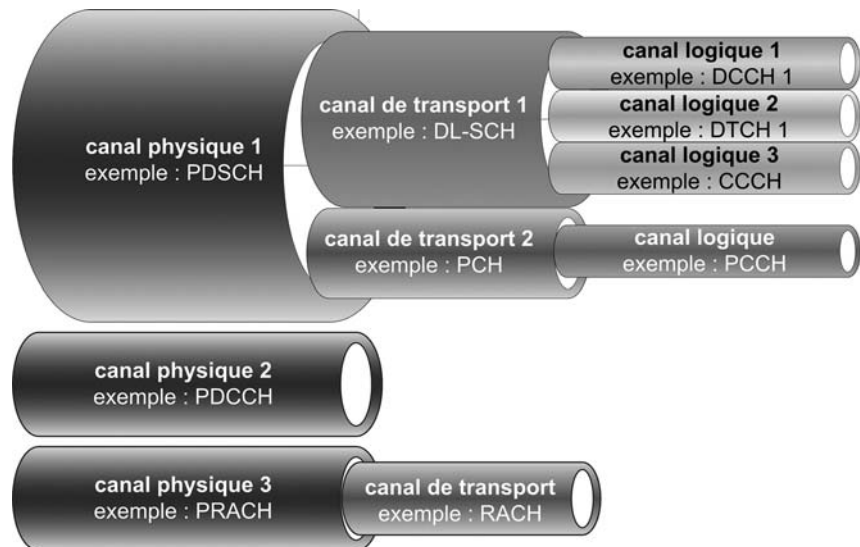 canal physique 1
exemple : PDSCH
canal de transport 1
exemple : DL-SCH
canal logique 1
exemple : DCCH 1
canal logique 2
exemple : DTCH 1
canal logique 3
exemple : CCCH
canal de transport 2
exemple : PCH
canal logique
exemple : PCCH
canal physique 2
exemple : PDCCH
canal physique 3
exemple : PRACH
canal de transport
exemple : RACH